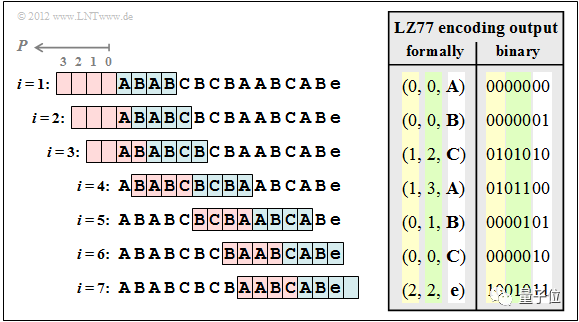 © 2012 www.LNTwww.de
LZ77 encoding output
P
formally binary
3 2 1 0
i = 1: ABABCBCBAABCABe (0, 0, A) 0000000
i = 2: ABABCBCBAABCABe (0, 0, B) 0000001
i = 3: ABABCBCBAABCABe (1, 2, C) 0101010
i = 4: ABABCBCBAABCABe (1, 3, A) 0101100
i = 5: ABABCBCBAABCABe (0, 1, B) 0000101
i = 6: ABABCBCBAABCABe (0, 0, C) 0000010
i = 7: ABABCBCBAABCABe (2, 2, e) 1001011
量子位